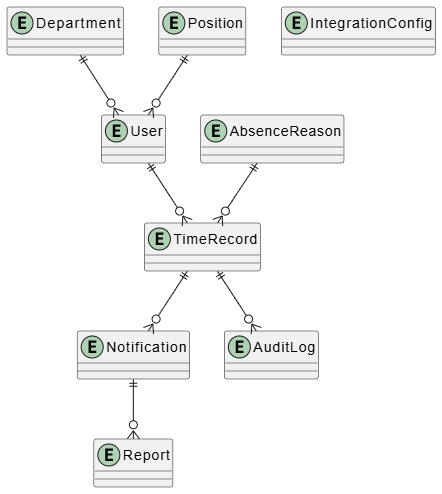 E Department
E Position
E IntegrationConfig
E User
E AbsenceReason
E TimeRecord
E Notification
E AuditLog
E Report